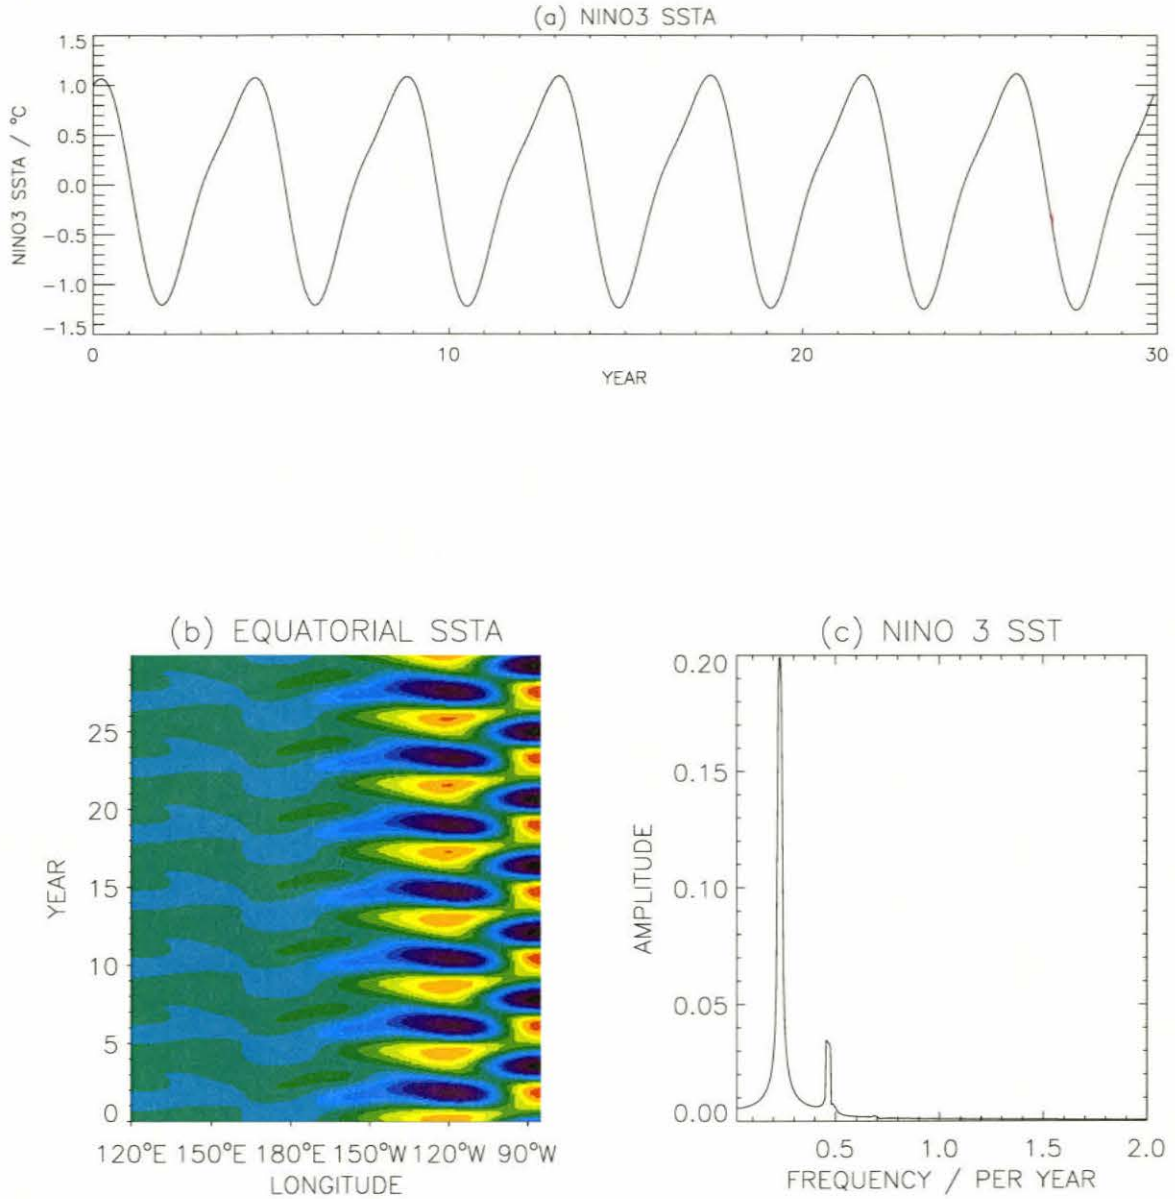 (a) NINO3 SSTA
1.5
1.0
0.5
0.0
−0.5
−1.0
−1.5
NINO3 SSTA / °C
0 10 20 30
YEAR
(b) EQUATORIAL SSTA
25
20
15
10
5
0
YEAR
120°E 150°E 180°E 150°W 120°W 90°W
LONGITUDE
(c) NINO 3 SST
0.20
0.15
0.10
0.05
0.00
AMPLITUDE
0.5 1.0 1.5 2.0
FREQUENCY / PER YEAR